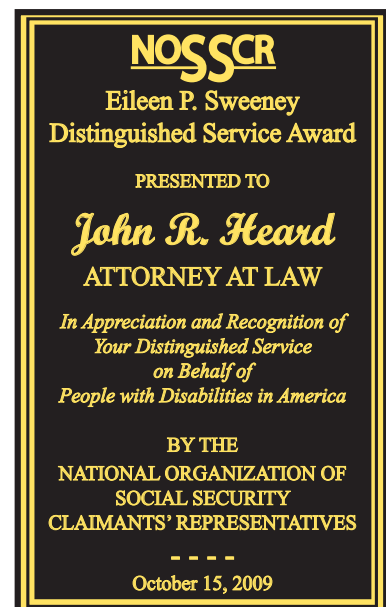 NOSSCR
Eileen P. Sweeney
Distinguished Service Award
PRESENTED TO
John R. Heard
ATTORNEY AT LAW
In Appreciation and Recognition of
Your Distinguished Service
on Behalf of
People with Disabilities in America
BY THE
NATIONAL ORGANIZATION OF
SOCIAL SECURITY
CLAIMANTS' REPRESENTATIVES
- - - -
October 15, 2009